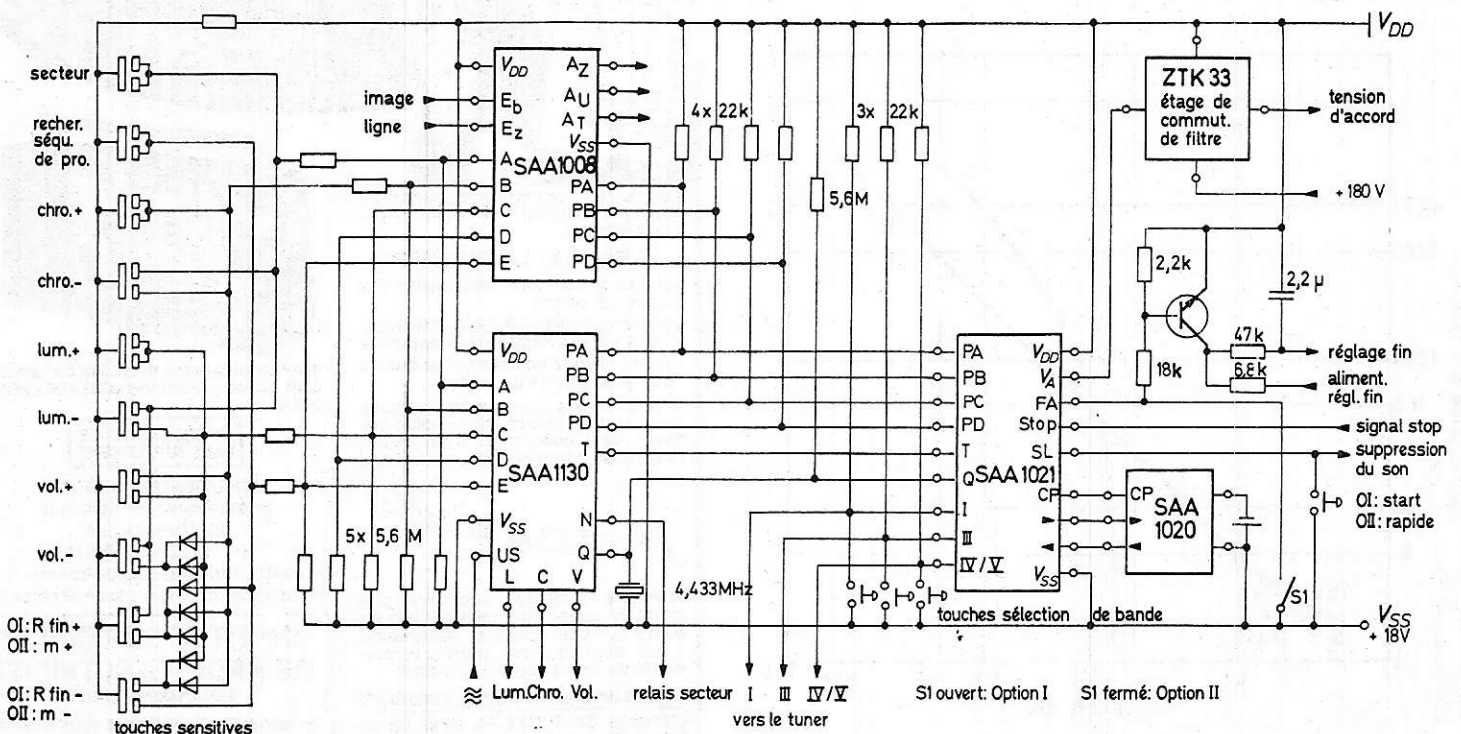 V_DD
secteur
recher.
séqu.
de pro.
chro.+
chro.-
lum.+
lum.-
vol.+
vol.-
OI: R fin+
OII: m +
OI: R fin-
OII: m -
touches sensitives
image
ligne
V_DD
E_b
E_z
A
B
C
D
E
SAA1008
A_Z
A_U
A_T
V_SS
PA
PB
PC
PD
4x 22k
3x 22k
5,6M
ZTK 33
étage de
commut.
de filtre
tension
d'accord
+180 V
2,2k
2,2 µ
18k
47k
6,8k
réglage fin
aliment.
régl. fin
signal stop
suppression
du son
OI: start
OII: rapide
V_DD
A
B
C
D
E
V_SS
US
SAA1130
PA
PB
PC
PD
T
N
Q
L C V
5x 5,6 M
4,433MHz
PA
PB
PC
PD
T
Q
I
III
IV/V
SAA1021
V_DD
V_A
FA
Stop
SL
CP
V_SS
CP
SAA
1020
S1
touches sélection de bande
V_SS
+ 18V
≈ Lum. Chro. Vol.
relais secteur
I III IV/V
vers le tuner
S1 ouvert: Option I S1 fermé: Option II